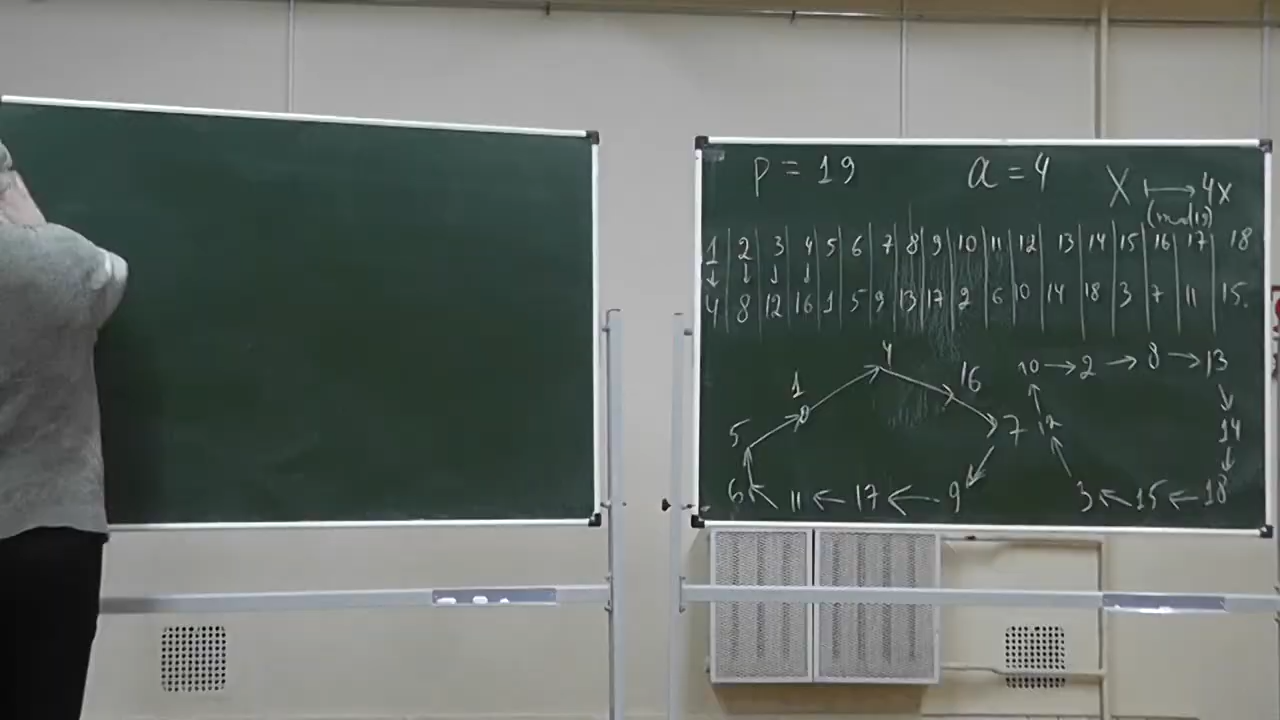 p = 19 a = 4 X ⟼ 4x
(mod 19)
1 | 2 | 3 | 4 | 5 | 6 | 7 | 8 | 9 | 10 | 11 | 12 | 13 | 14 | 15 | 16 | 17 | 18
↓ ↓ ↓ ↓
4 | 8 | 12 | 16 | 1 | 5 | 9 | 13 | 17 | 2 | 6 | 10 | 14 | 18 | 3 | 7 | 11 | 15.
4
10 → 2 → 8 → 13
1 16
5 7 12 14
6 ← 11 ← 17 ← 9 3 ← 15 ← 18